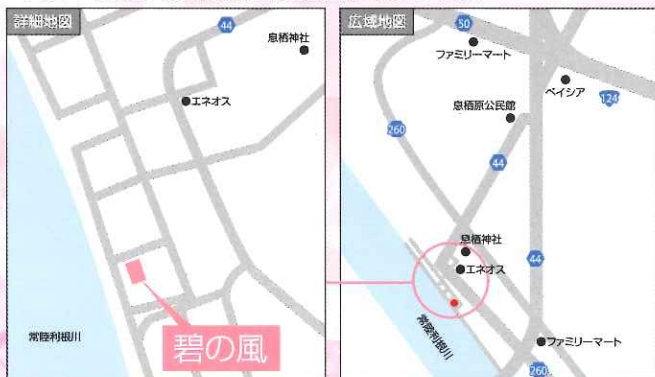 詳細地図
44
息栖神社
エネオス
常陸利根川
碧の風
広域地図
50
ファミリーマート
ベイシア
124
息栖原公民館
260
44
息栖神社
エネオス
44
常陸利根川
ファミリーマート
260